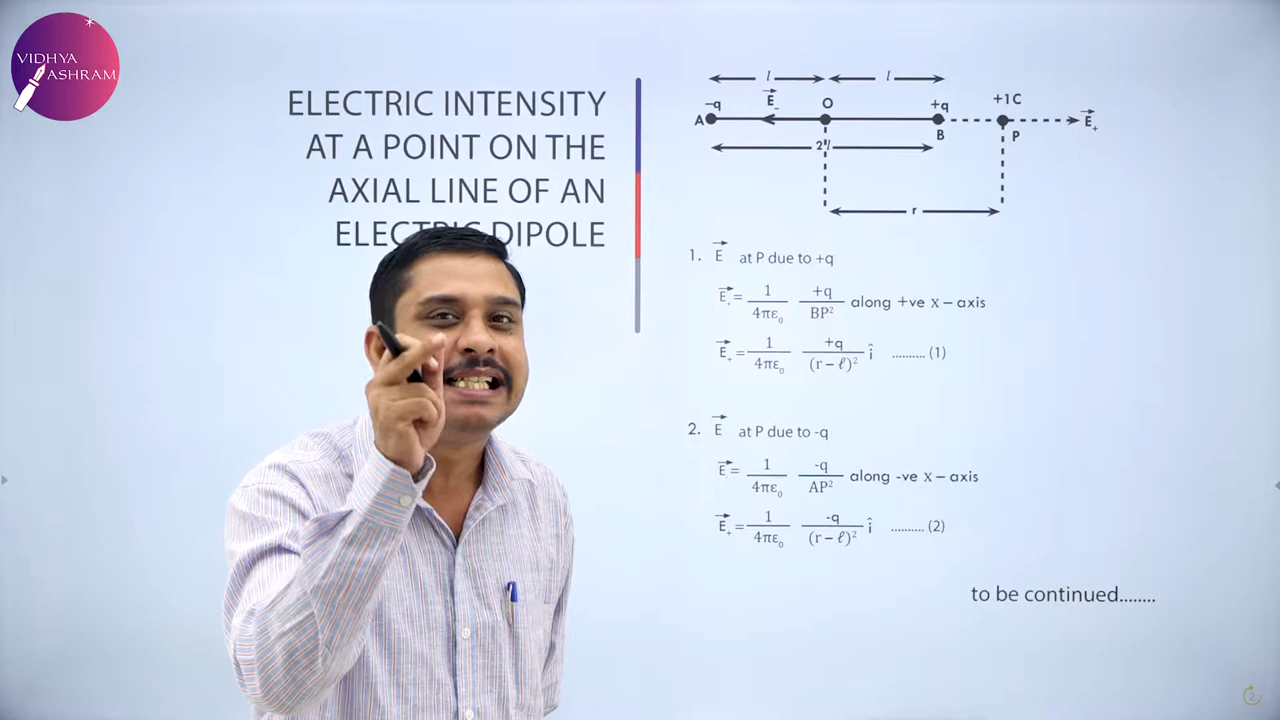 VIDHYA
ASHRAM
ELECTRIC INTENSITY
AT A POINT ON THE
AXIAL LINE OF AN
ELECTRIC DIPOLE
l l
-q E₋ O +q +1C
A B P E₊
2l
r
1. E at P due to +q
E₊ = 1/4πε₀ +q/BP² along +ve x – axis
E₊ = 1/4πε₀ +q/(r – ℓ)² î .......... (1)
2. E at P due to -q
E = 1/4πε₀ -q/AP² along -ve x – axis
E₊ = 1/4πε₀ -q/(r – ℓ)² î .......... (2)
to be continued........
2